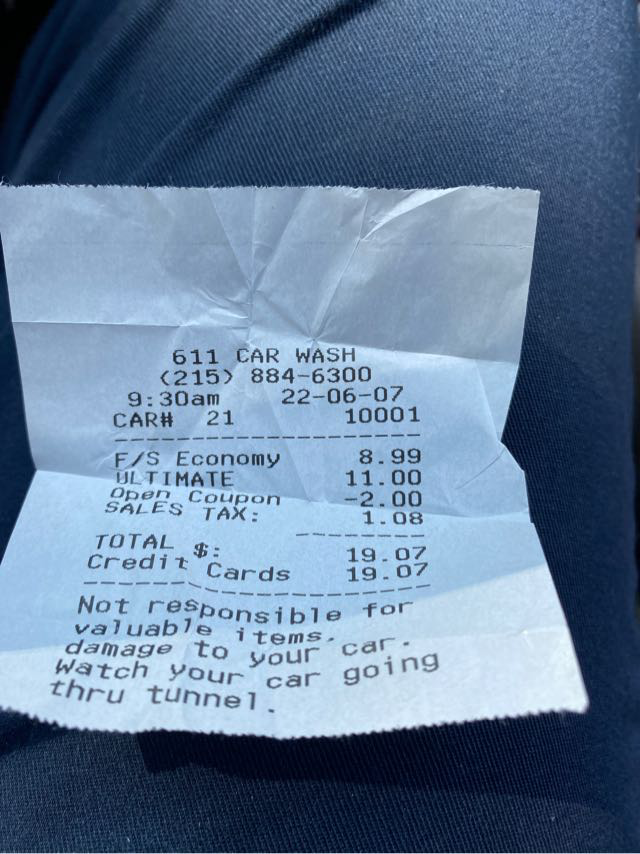 611 CAR WASH
(215) 884-6300
9:30am 22-06-07
CAR# 21 10001
F/S Economy 8.99
ULTIMATE 11.00
Open Coupon -2.00
SALES TAX: 1.08
TOTAL $: 19.07
Credit Cards 19.07
Not responsible for
valuable items.
damage to your car.
Watch your car going
thru tunnel.